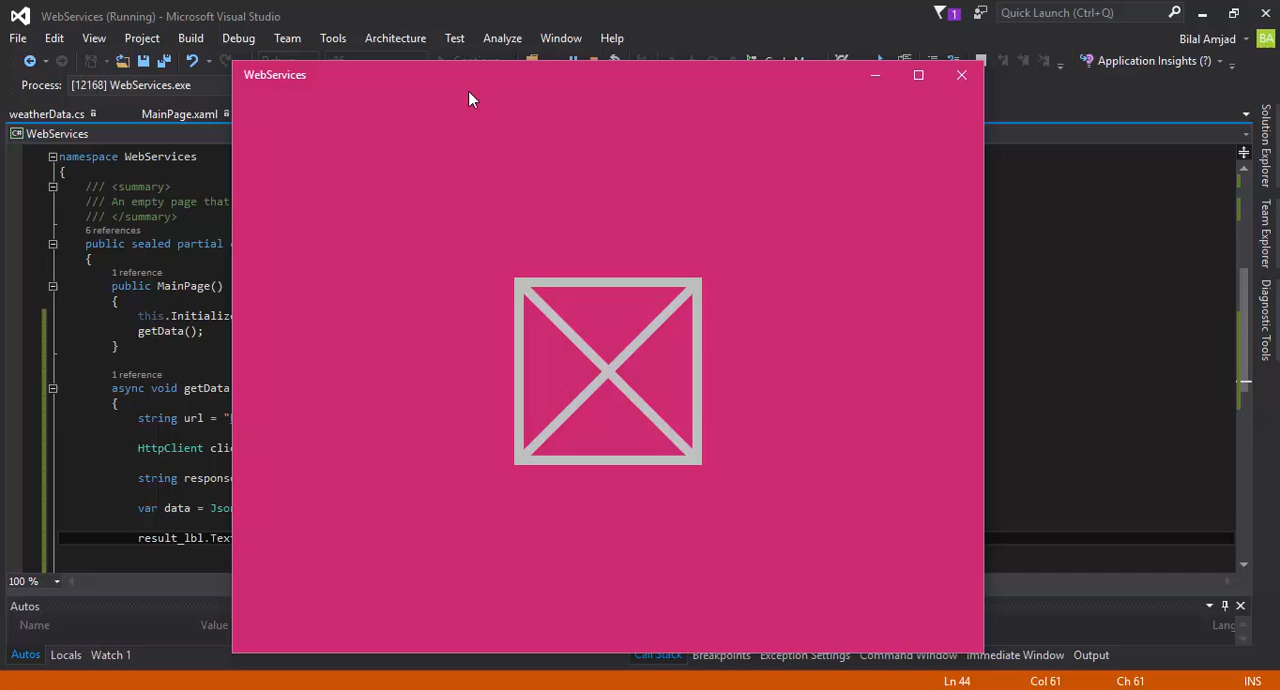 WebServices (Running) - Microsoft Visual Studio
1
Quick Launch (Ctrl+Q)
File Edit View Project Build Debug Team Tools Architecture Test Analyze Window Help
Bilal Amjad BA
Application Insights (?)
Process: [12168] WebServices.exe
WebServices
weatherData.cs MainPage.xaml
C# WebServices
namespace WebServices
{
/// <summary>
/// An empty page that
/// </summary>
6 references
public sealed partial
{
1 reference
public MainPage()
{
this.Initialize
getData();
}
1 reference
async void getData
{
string url = "
HttpClient cli
string response
var data = Jso
result_lbl.Tex
100 %
Autos
Name Value Lang
Autos Locals Watch 1
Call Stack Breakpoints Exception Settings Command Window Immediate Window Output
Ln 44 Col 61 Ch 61 INS
Solution Explorer
Team Explorer
Diagnostic Tools